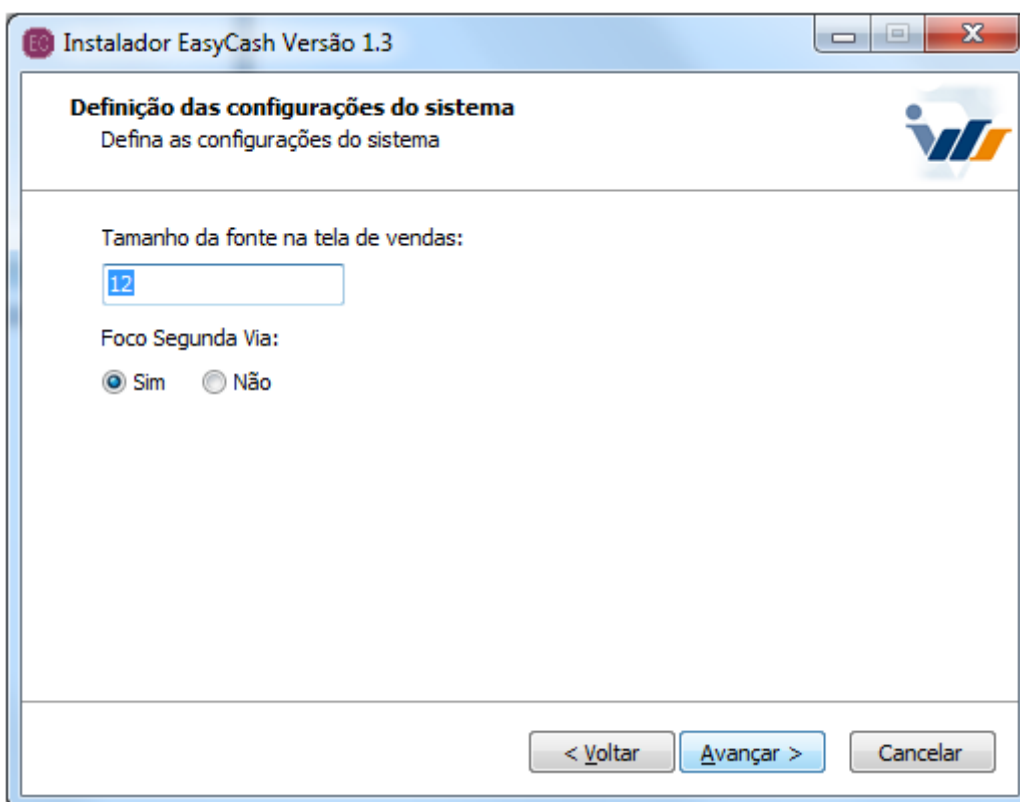 EC Instalador EasyCash Versão 1.3
Definição das configurações do sistema
Defina as configurações do sistema
Tamanho da fonte na tela de vendas:
12
Foco Segunda Via:
Sim Não
< Voltar Avançar > Cancelar